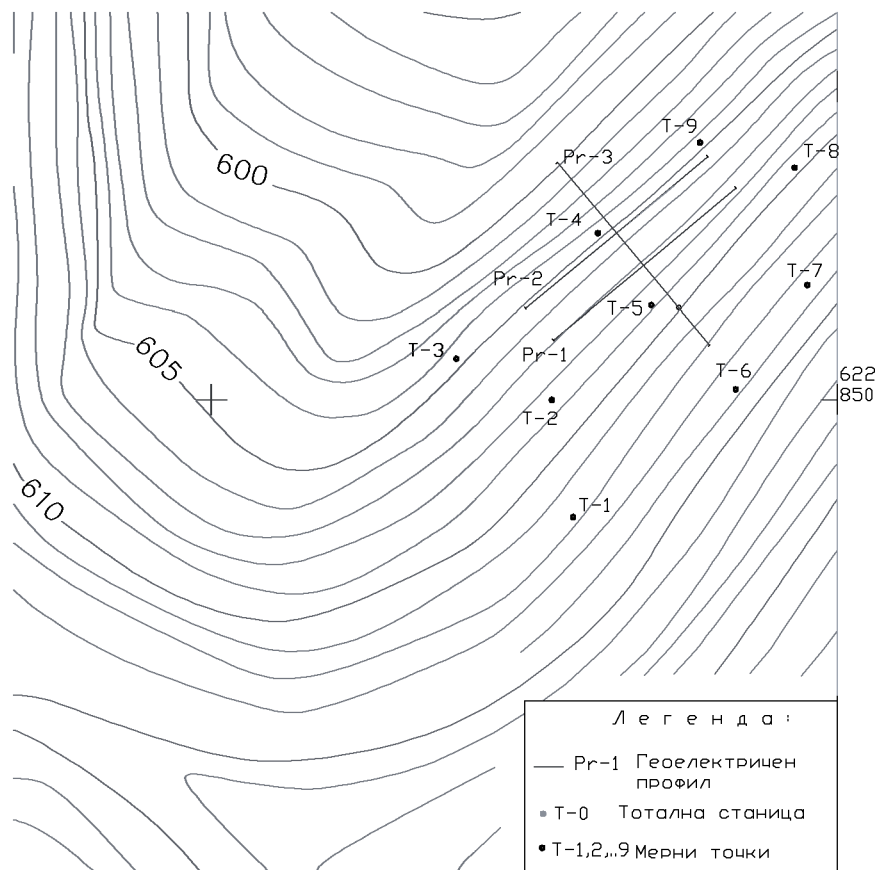 T-9
T-8
Pr-3
600
T-4
Pr-2
T-7
T-5
T-3
Pr-1
605
T-6
622
850
T-2
610
T-1
Легенда:
Pr-1 Геоелектричен
профил
T-0 Тотална станица
T-1,2,..9 Мерни точки